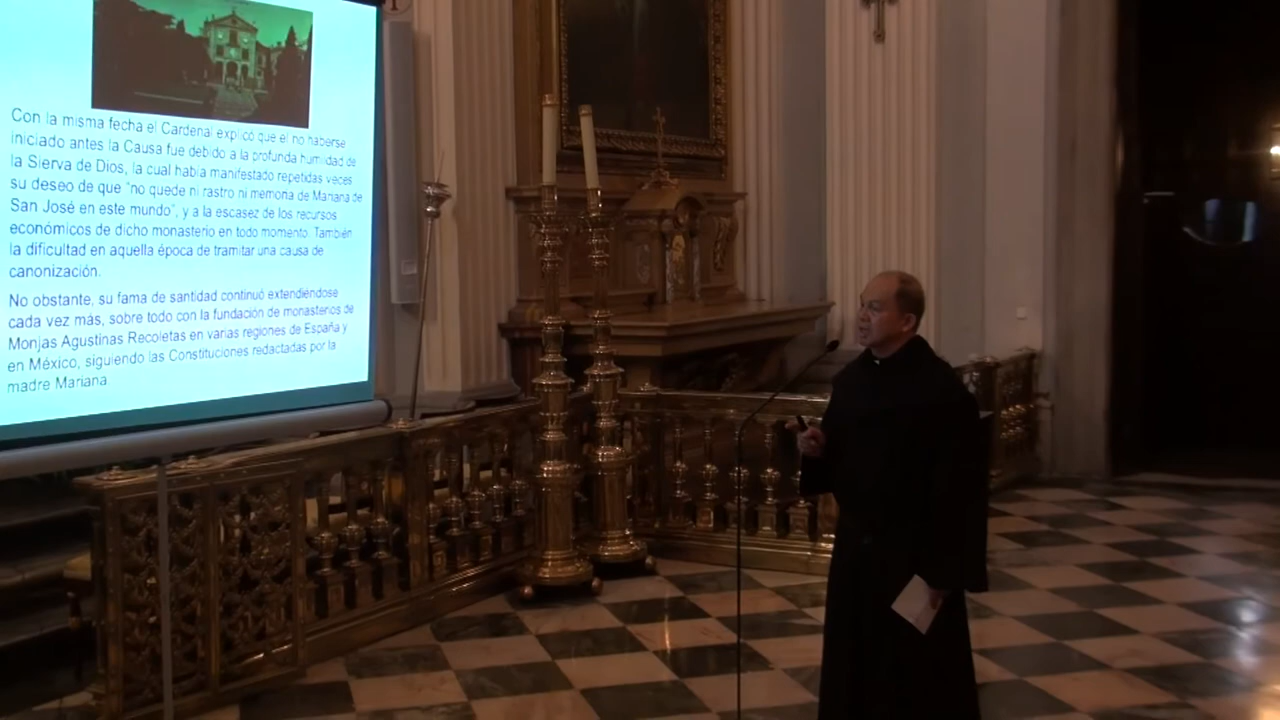 Con la misma fecha el Cardenal explicó que el no haberse
iniciado antes la Causa fue debido a la profunda humildad de
la Sierva de Dios, la cual había manifestado repetidas veces
su deseo de que "no quede ni rastro ni memoria de Mariana de
San José en este mundo", y a la escasez de los recursos
económicos de dicho monasterio en todo momento. También
la dificultad en aquella época de tramitar una causa de
canonización.
No obstante, su fama de santidad continuó extendiéndose
cada vez más, sobre todo con la fundación de monasterios de
Monjas Agustinas Recoletas en varias regiones de España y
en México, siguiendo las Constituciones redactadas por la
madre Mariana